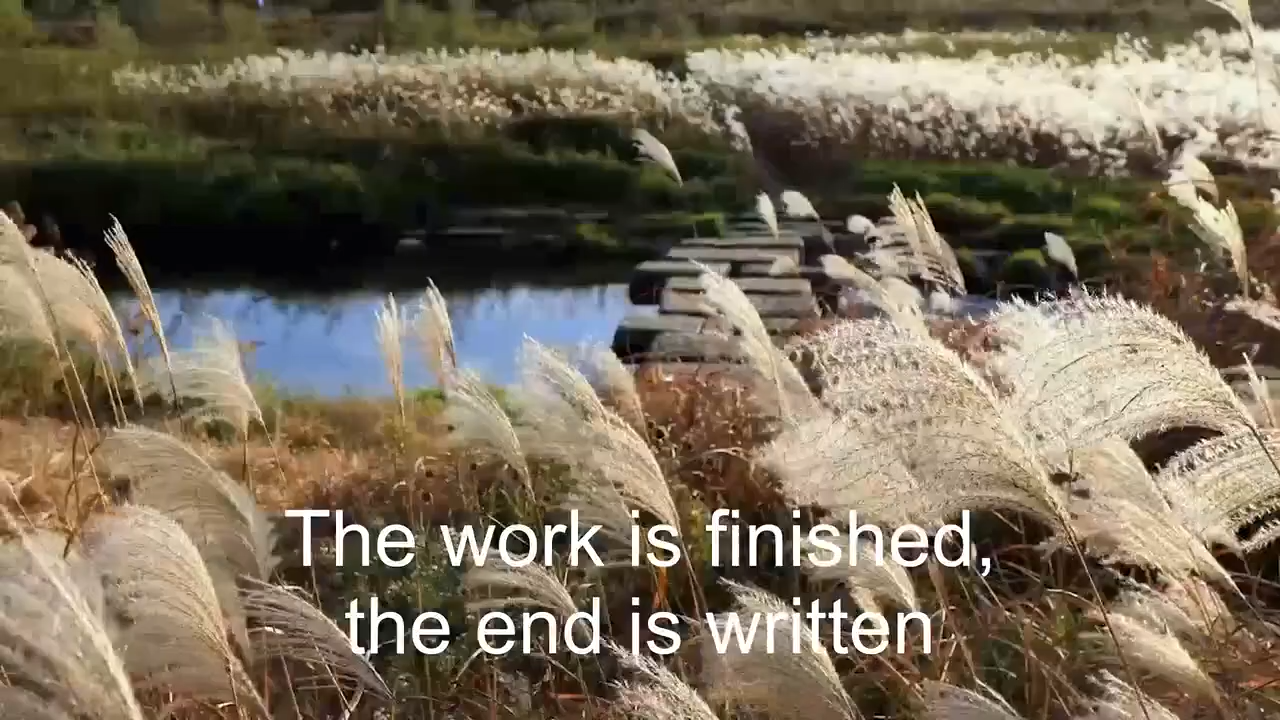 The work is finished,
the end is written